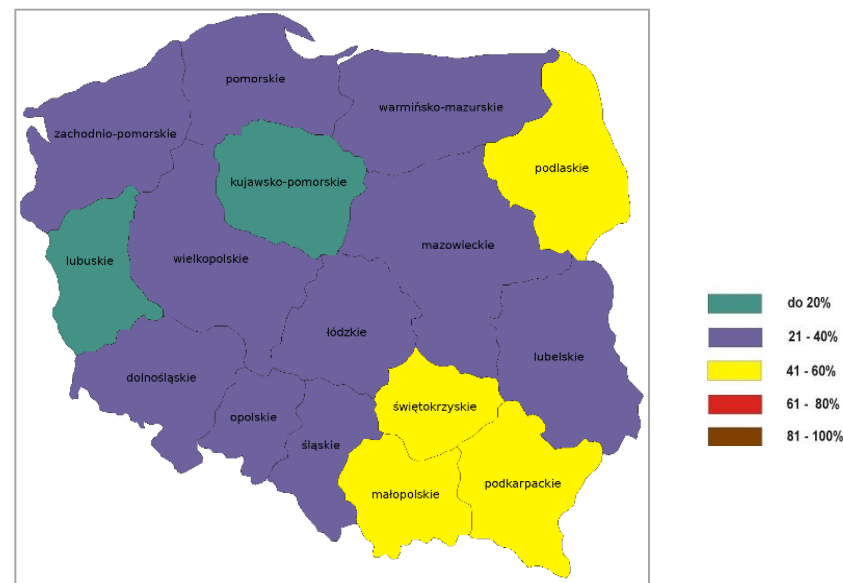 pomorskie
warmińsko-mazurskie
zachodnio-pomorskie
podlaskie
kujawsko-pomorskie
mazowieckie
lubuskie
wielkopolskie
łódzkie
lubelskie
dolnośląskie
świętokrzyskie
opolskie
śląskie
podkarpackie
małopolskie
do 20%
21 - 40%
41 - 60%
61 - 80%
81 - 100%